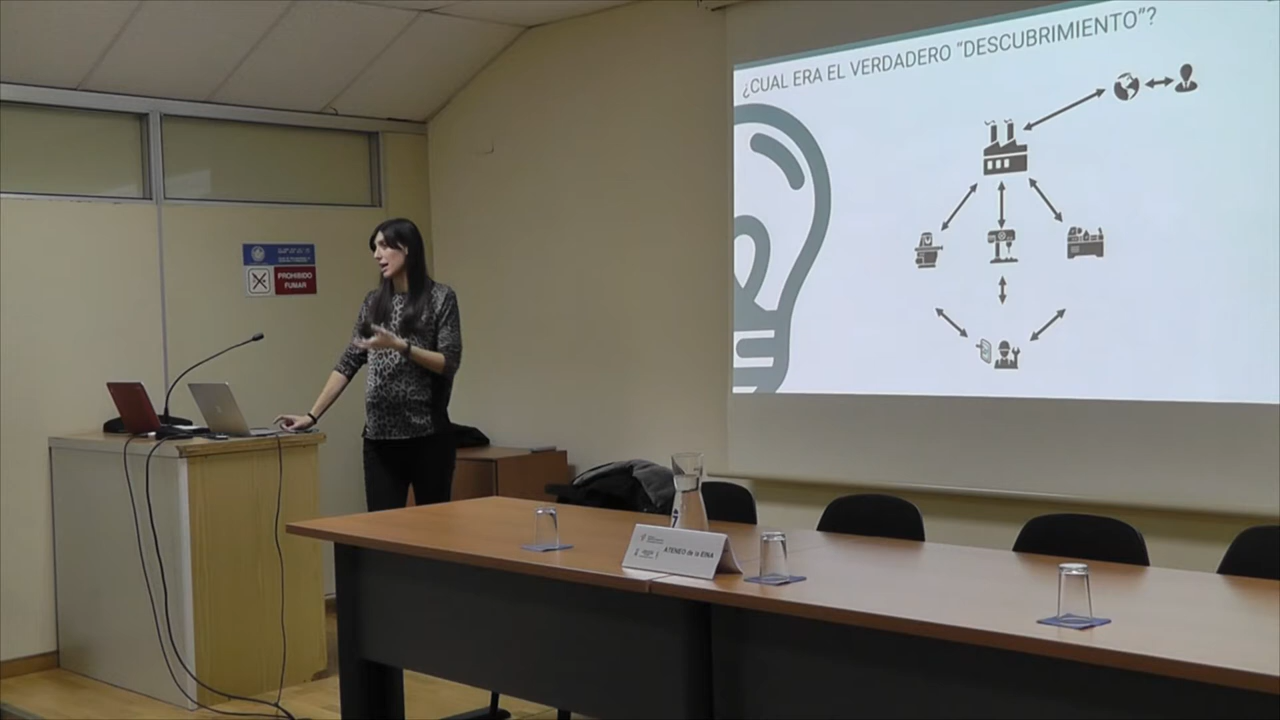 ¿CUAL ERA EL VERDADERO "DESCUBRIMIENTO"?
PROHIBIDO
FUMAR
ATENEO de la EINA